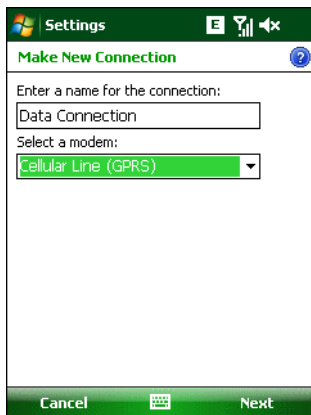 Settings
E
Make New Connection
?
Enter a name for the connection:
Data Connection
Select a modem:
Cellular Line (GPRS)
Cancel
Next